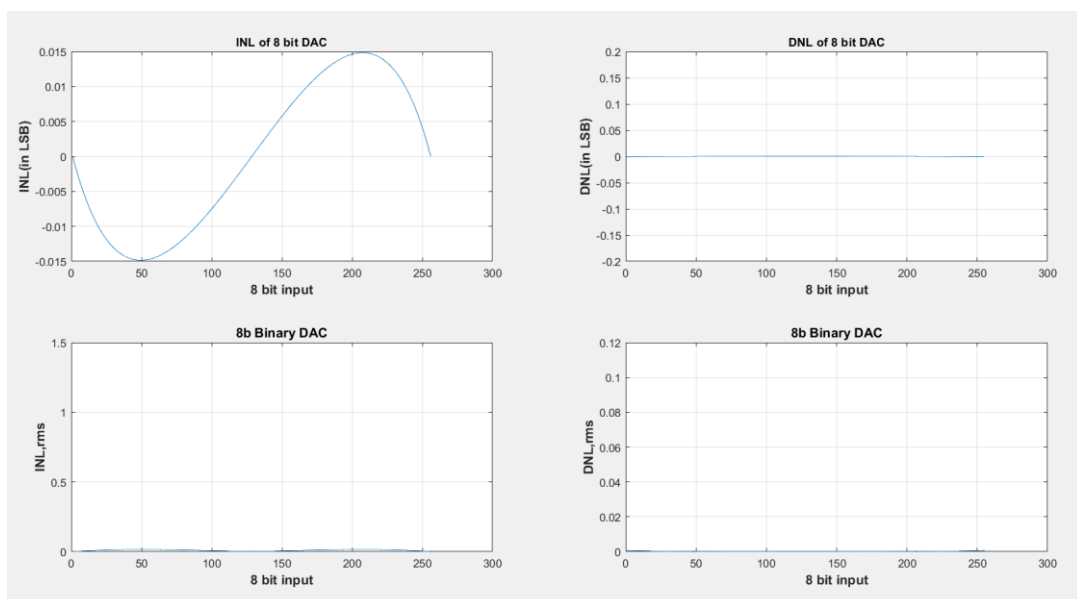 INL of 8 bit DAC
0.015
0.01
0.005
0
-0.005
-0.01
-0.015
INL(in LSB)
0 50 100 150 200 250 300
8 bit input
DNL of 8 bit DAC
0.2
0.15
0.1
0.05
0
-0.05
-0.1
-0.15
-0.2
DNL(in LSB)
0 50 100 150 200 250 300
8 bit input
8b Binary DAC
1.5
1
0.5
0
INL,rms
0 50 100 150 200 250 300
8 bit input
8b Binary DAC
0.12
0.1
0.08
0.06
0.04
0.02
0
DNL,rms
0 50 100 150 200 250 300
8 bit input